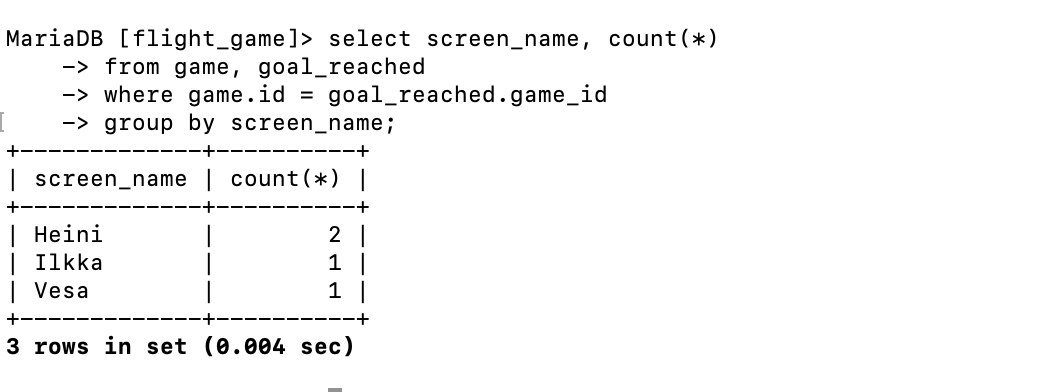 MariaDB [flight_game]> select screen_name, count(*)
    -> from game, goal_reached
    -> where game.id = goal_reached.game_id
[    -> group by screen_name;
+-------------+----------+
| screen_name | count(*) |
+-------------+----------+
| Heini       |        2 |
| Ilkka       |        1 |
| Vesa        |        1 |
+-------------+----------+
3 rows in set (0.004 sec)